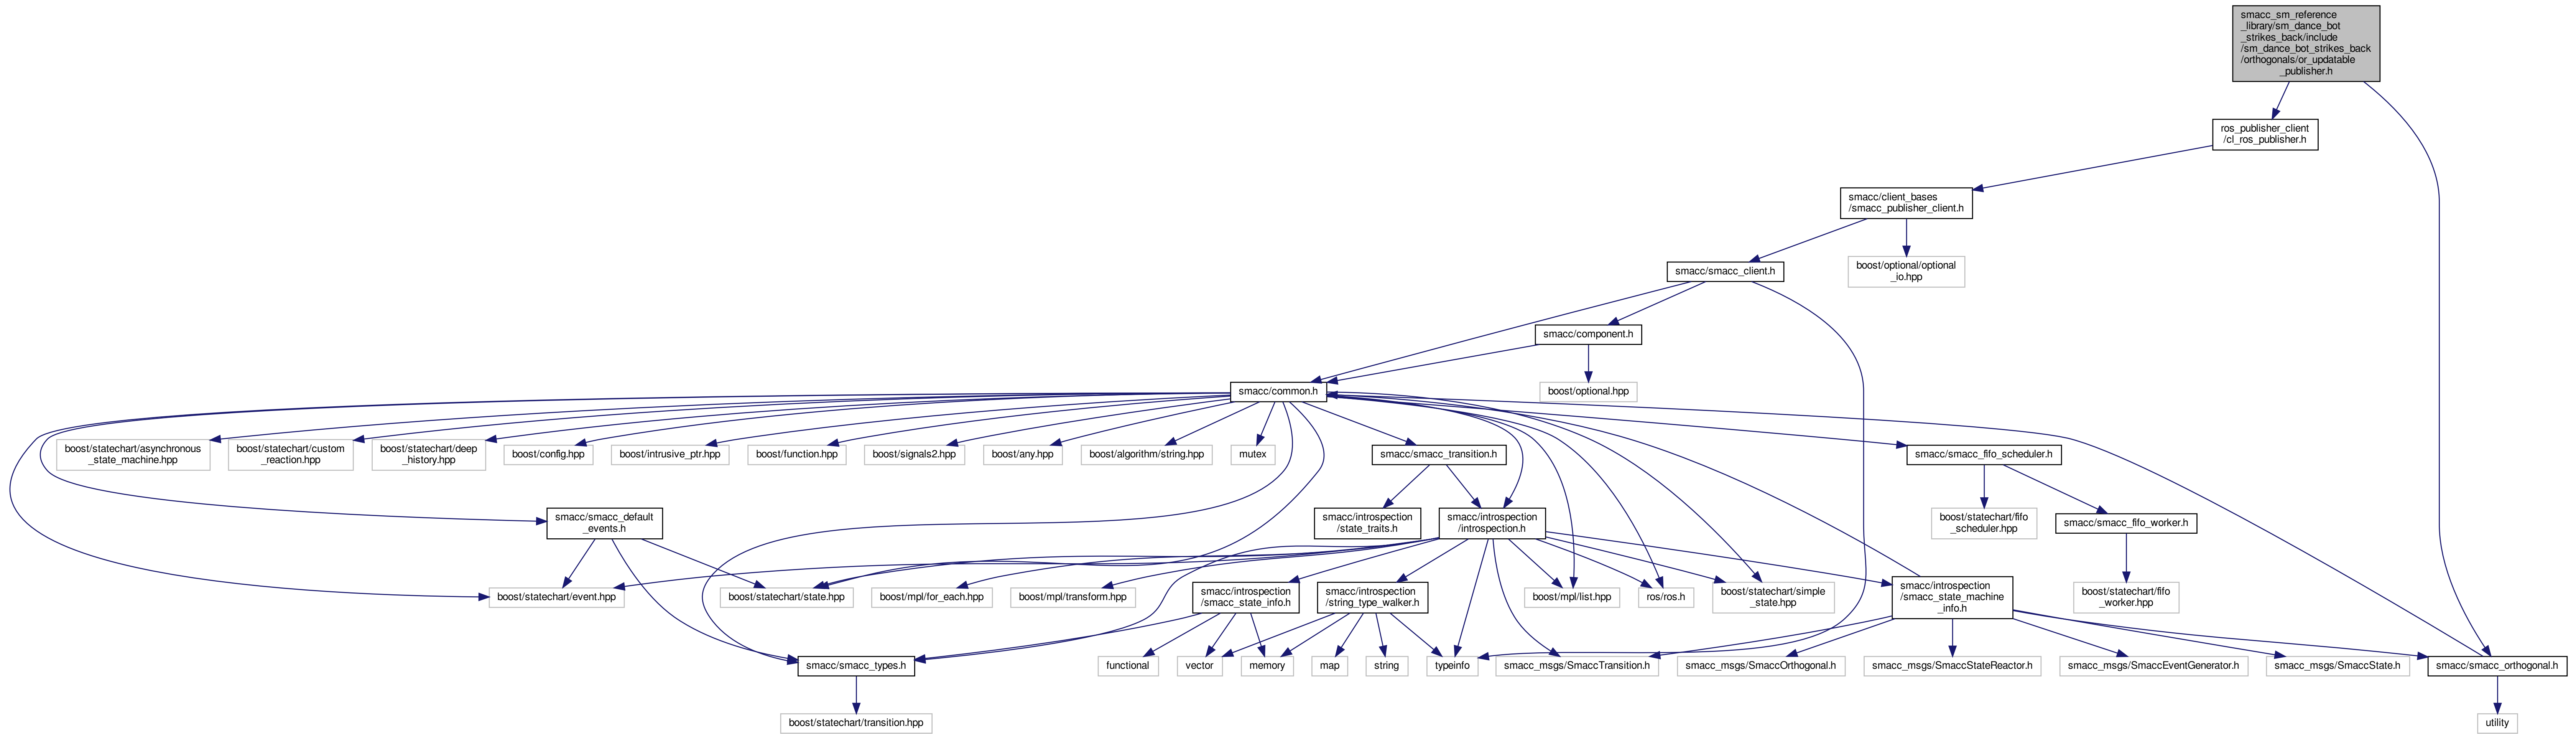 smacc_sm_reference
_library/sm_dance_bot
_strikes_back/include
/sm_dance_bot_strikes_back
/orthogonals/or_updatable
_publisher.h
ros_publisher_client
/cl_ros_publisher.h
smacc/client_bases
/smacc_publisher_client.h
smacc/smacc_client.h
boost/optional/optional
_io.hpp
smacc/component.h
smacc/common.h
boost/optional.hpp
boost/statechart/asynchronous
_state_machine.hpp
boost/statechart/custom
_reaction.hpp
boost/statechart/deep
_history.hpp
boost/config.hpp
boost/intrusive_ptr.hpp
boost/function.hpp
boost/signals2.hpp
boost/any.hpp
boost/algorithm/string.hpp
mutex
smacc/smacc_transition.h
smacc/smacc_fifo_scheduler.h
smacc/smacc_default
_events.h
smacc/introspection
/state_traits.h
smacc/introspection
/introspection.h
boost/statechart/fifo
_scheduler.hpp
smacc/smacc_fifo_worker.h
boost/statechart/event.hpp
boost/statechart/state.hpp
boost/mpl/for_each.hpp
boost/mpl/transform.hpp
smacc/introspection
/smacc_state_info.h
smacc/introspection
/string_type_walker.h
boost/mpl/list.hpp
ros/ros.h
boost/statechart/simple
_state.hpp
smacc/introspection
/smacc_state_machine
_info.h
boost/statechart/fifo
_worker.hpp
smacc/smacc_types.h
functional
vector
memory
map
string
typeinfo
smacc_msgs/SmaccTransition.h
smacc_msgs/SmaccOrthogonal.h
smacc_msgs/SmaccStateReactor.h
smacc_msgs/SmaccEventGenerator.h
smacc_msgs/SmaccState.h
smacc/smacc_orthogonal.h
boost/statechart/transition.hpp
utility